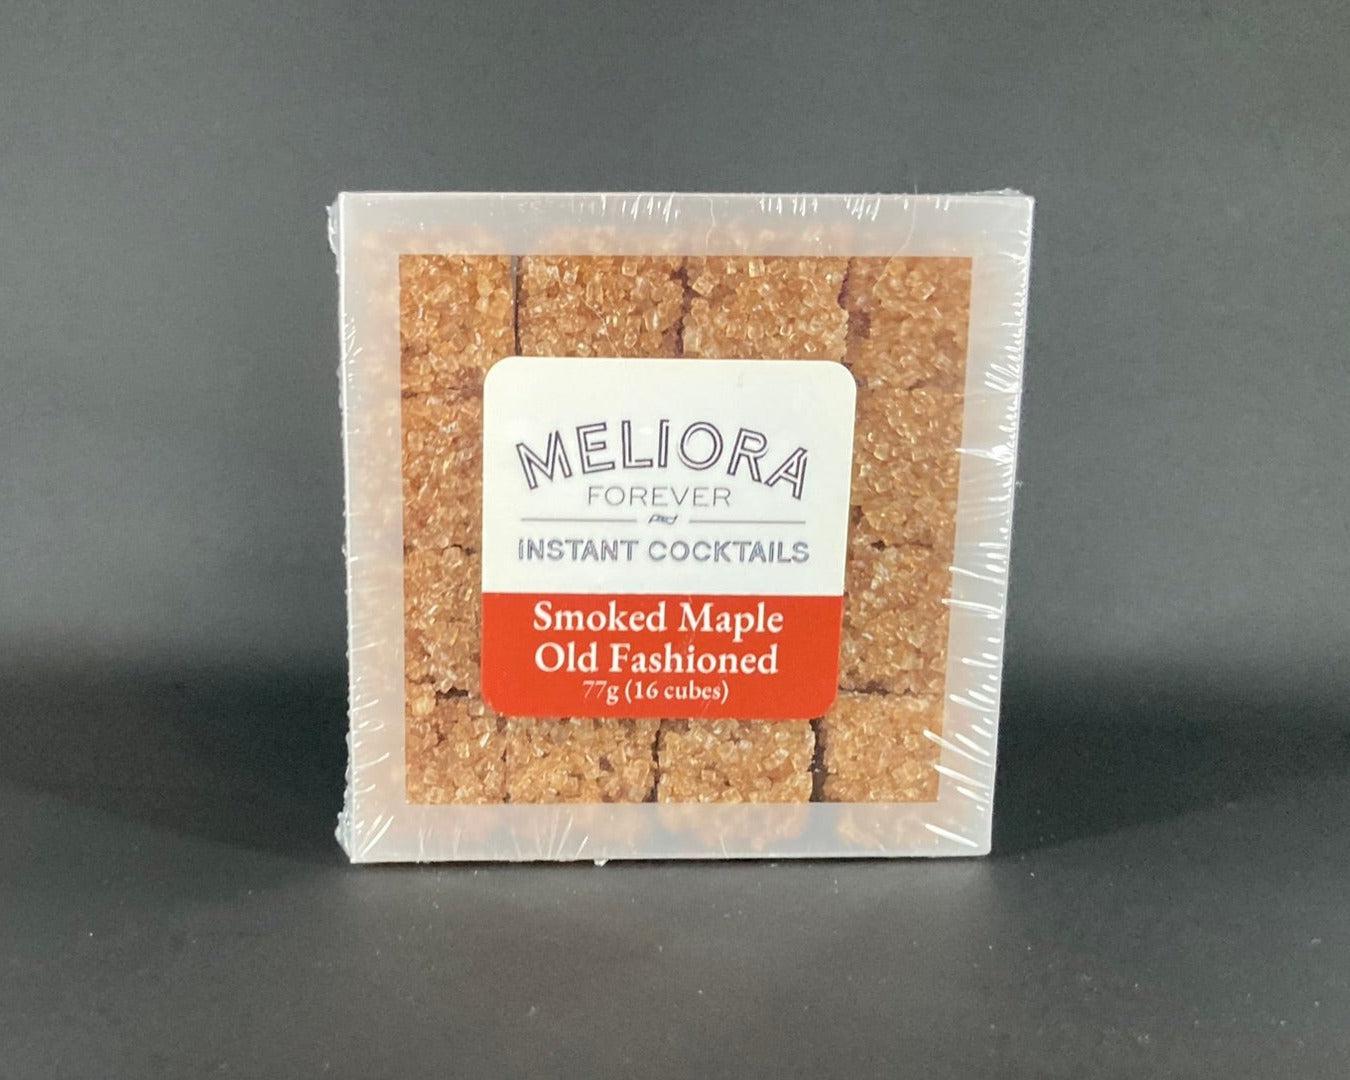 MELIORA
FOREVER
INSTANT COCKTAILS
Smoked Maple
Old Fashioned
77g (16 cubes)